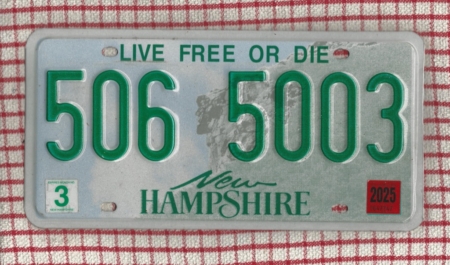 LIVE FREE OR DIE
506 5003
3 New 2025
HAMPSHIRE